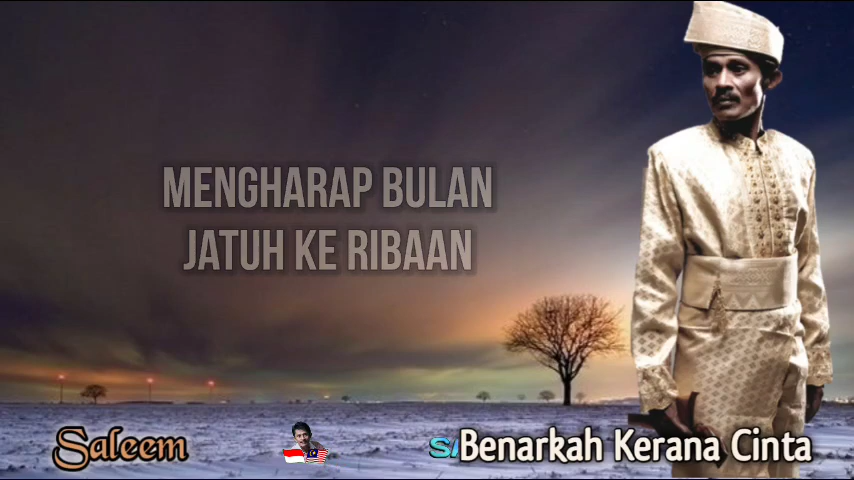 MENGHARAP BULAN
JATUH KE RIBAAN
Saleem
Benarkah Kerana Cinta